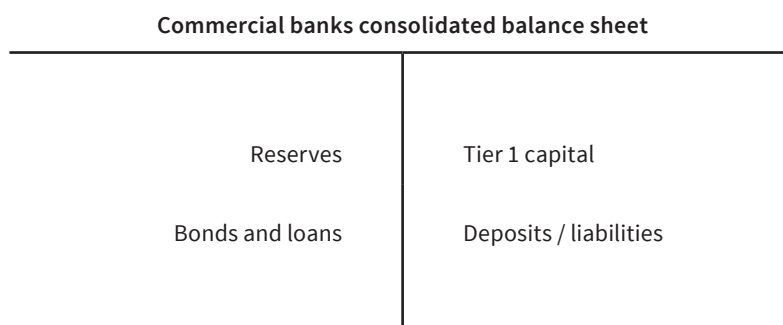 Commercial banks consolidated balance sheet
Reserves Tier 1 capital
Bonds and loans Deposits / liabilities